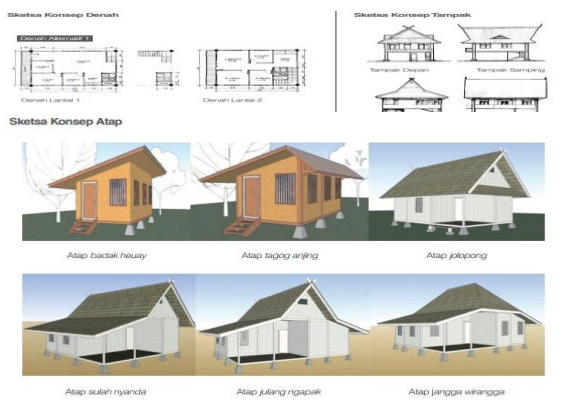 Sketsa Konsep Denah
Denah Alternatif 1
Denah Lantai 1
Denah Lantai 2
Sketsa Konsep Tampak
Tampak Depan
Tampak Samping
Sketsa Konsep Atap
Atap badak heuay
Atap tagog anjing
Atap jolopong
Atap sulah nyanda
Atap julang ngapak
Atap jangga wirangga